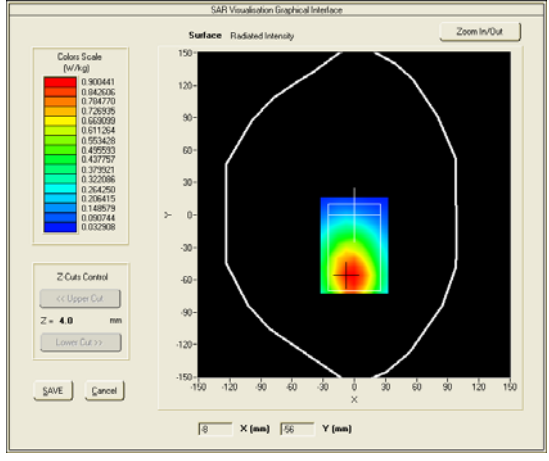 SAR Visualisation Graphical Interface
Surface Radiated Intensity
Zoom In/Out
Colors Scale
(W/kg)
0.900441
0.842606
0.784770
0.726935
0.669099
0.611264
0.553428
0.495593
0.437757
0.379921
0.322086
0.264250
0.206415
0.148579
0.090744
0.032908
150
120
90
60
30
0
-30
-60
-90
-120
-150
Y
-150 -120 -90 -60 -30 0 30 60 90 120 150
X
Z Cuts Control
<< Upper Cut
Z = 4.0 mm
Lower Cut >>
SAVE Cancel
-8 X (mm) -56 Y (mm)